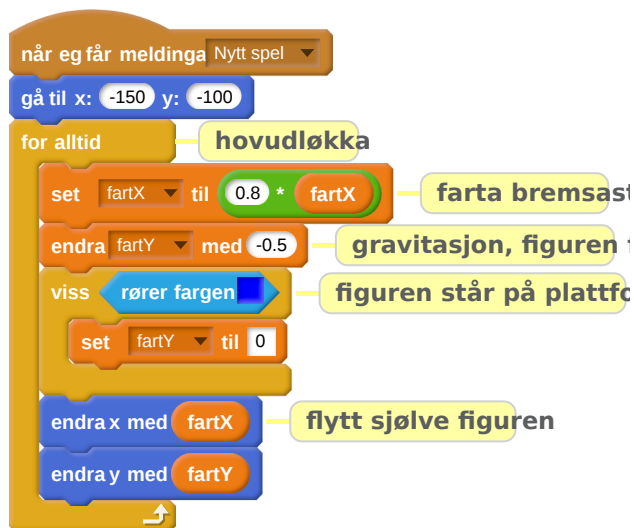 når eg får meldinga Nytt spel
gå til x: -150 y: -100
for alltid hovudløkka
set fartX til 0.8 * fartX farta bremsast
endra fartY med -0.5 gravitasjon, figuren
viss rører fargen figuren står på
set fartY til 0
endra x med fartX flytt sjølve figuren
endra y med fartY